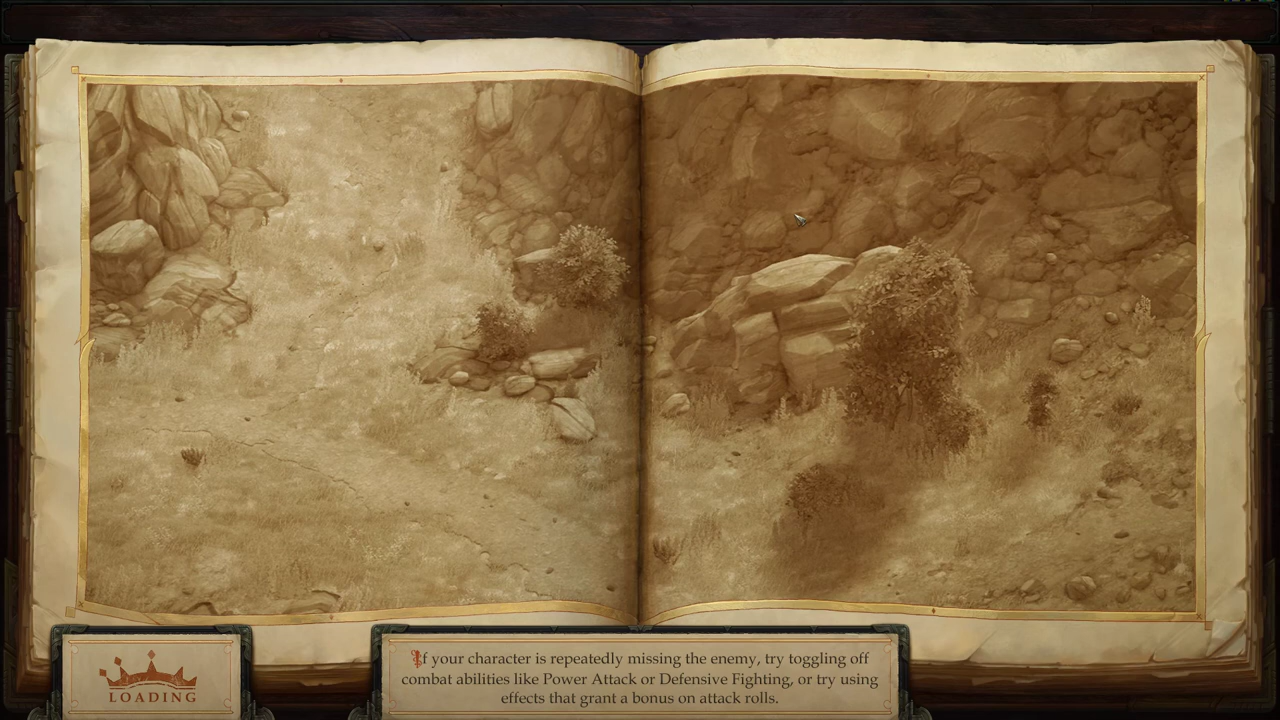 LOADING
If your character is repeatedly missing the enemy, try toggling off
combat abilities like Power Attack or Defensive Fighting, or try using
effects that grant a bonus on attack rolls.